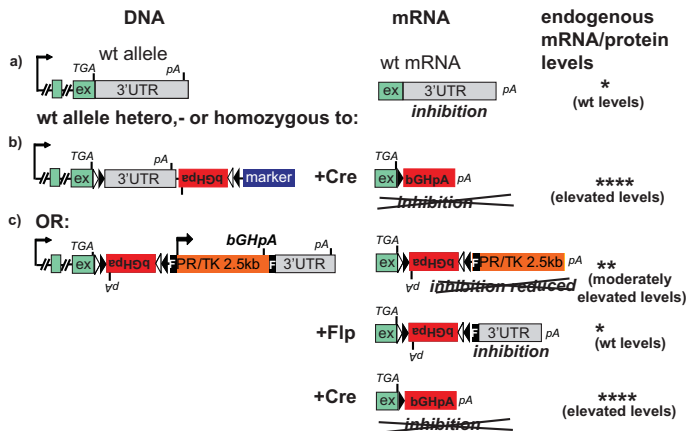 DNA
mRNA
endogenous
mRNA/protein
levels
a)
wt allele
TGA
pA
ex
3'UTR
wt mRNA
ex
3'UTR
pA
inhibition
*
(wt levels)
wt allele hetero,- or homozygous to:
b)
TGA
pA
ex
3'UTR
bGHpa
marker
+Cre
TGA
ex
bGHpA
pA
inhibition
****
(elevated levels)
c)
OR:
TGA
bGHpA
pA
ex
bGHpa
F
PR/TK 2.5kb
F
3'UTR
pA
TGA
ex
bGHpa
F
PR/TK 2.5kb
pA
pA
inhibition reduced
**
(moderately
elevated levels)
+Flp
TGA
ex
bGHpa
F
3'UTR
pA
pA
inhibition
*
(wt levels)
+Cre
TGA
ex
bGHpA
pA
inhibition
****
(elevated levels)